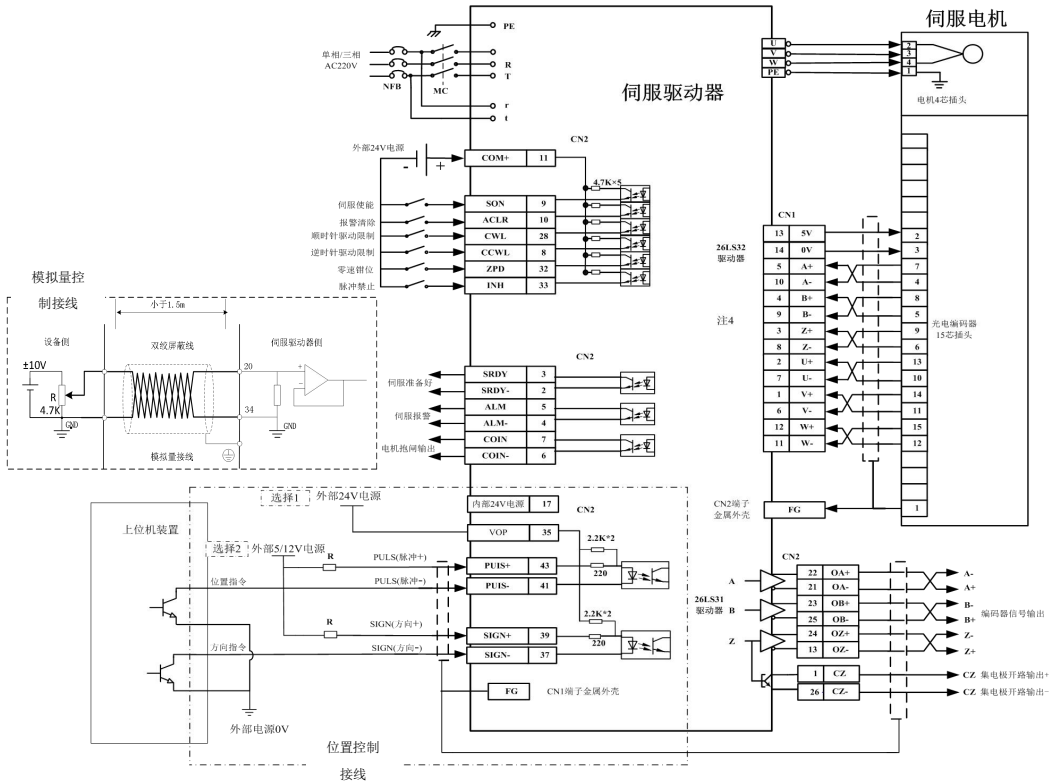 伺服电机
伺服驱动器
PE
单相/三相
AC220V
NFB
MC
R
T
r
t
U
V
W
PE
2
3
4
1
电机4芯插头
外部24V电源
-
+
CN2
COM+ 11
4.7K×5
伺服使能 SON 9
报警清除 ACLR 10
顺时针驱动限制 CWL 28
逆时针驱动限制 CCWL 8
零速钳位 ZPD 32
脉冲禁止 INH 33
模拟量控
制接线
小于1.5m
设备侧
双绞屏蔽线
伺服驱动器侧
±10V
R
4.7K
GND
20
34
GND
+
-
模拟量接线
CN2
伺服准备好
SRDY 3
SRDY- 2
伺服报警
ALM 5
ALM- 4
电机抱闸输出
COIN 7
COIN- 6
CN1
26LS32
驱动器
注4
13 5V 2
14 0V 3
5 A+ 7
10 A- 4
4 B+ 8
9 B- 5
3 Z+ 9
8 Z- 6
2 U+ 13
7 U- 10
1 V+ 14
6 V- 11
12 W+ 15
11 W- 12
光电编码器
15芯插头
CN2端子
金属外壳
FG
1
选择1
外部24V电源
内部24V电源 17
CN2
VOP 35
上位机装置
选择2
外部5/12V电源
R
PULS(脉冲+)
PUIS+ 43
2.2K*2
220
位置指令
PULS(脉冲-)
PUIS- 41
R
SIGN(方向+)
SIGN+ 39
2.2K*2
220
方向指令
SIGN(方向-)
SIGN- 37
FG
CN1端子金属外壳
外部电源0V
位置控制
接线
CN2
26LS31
驱动器
A
B
Z
22 OA+ A-
21 OA- A+
23 OB+ B-
25 OB- B+
24 OZ+ Z-
13 OZ- Z+
编码器信号输出
1 CZ CZ 集电极开路输出+
26 CZ- CZ 集电极开路输出-